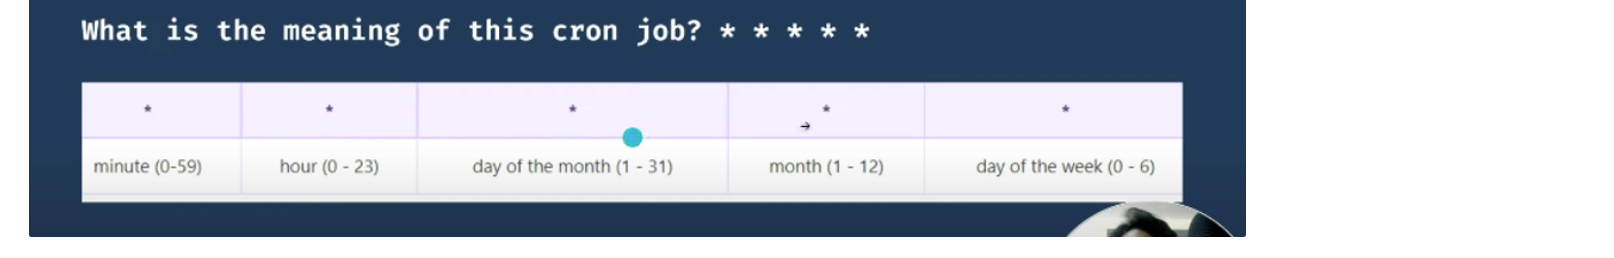 What is the meaning of this cron job? * * * * *
* * * * *
minute (0-59) hour (0 - 23) day of the month (1 - 31) month (1 - 12) day of the week (0 - 6)